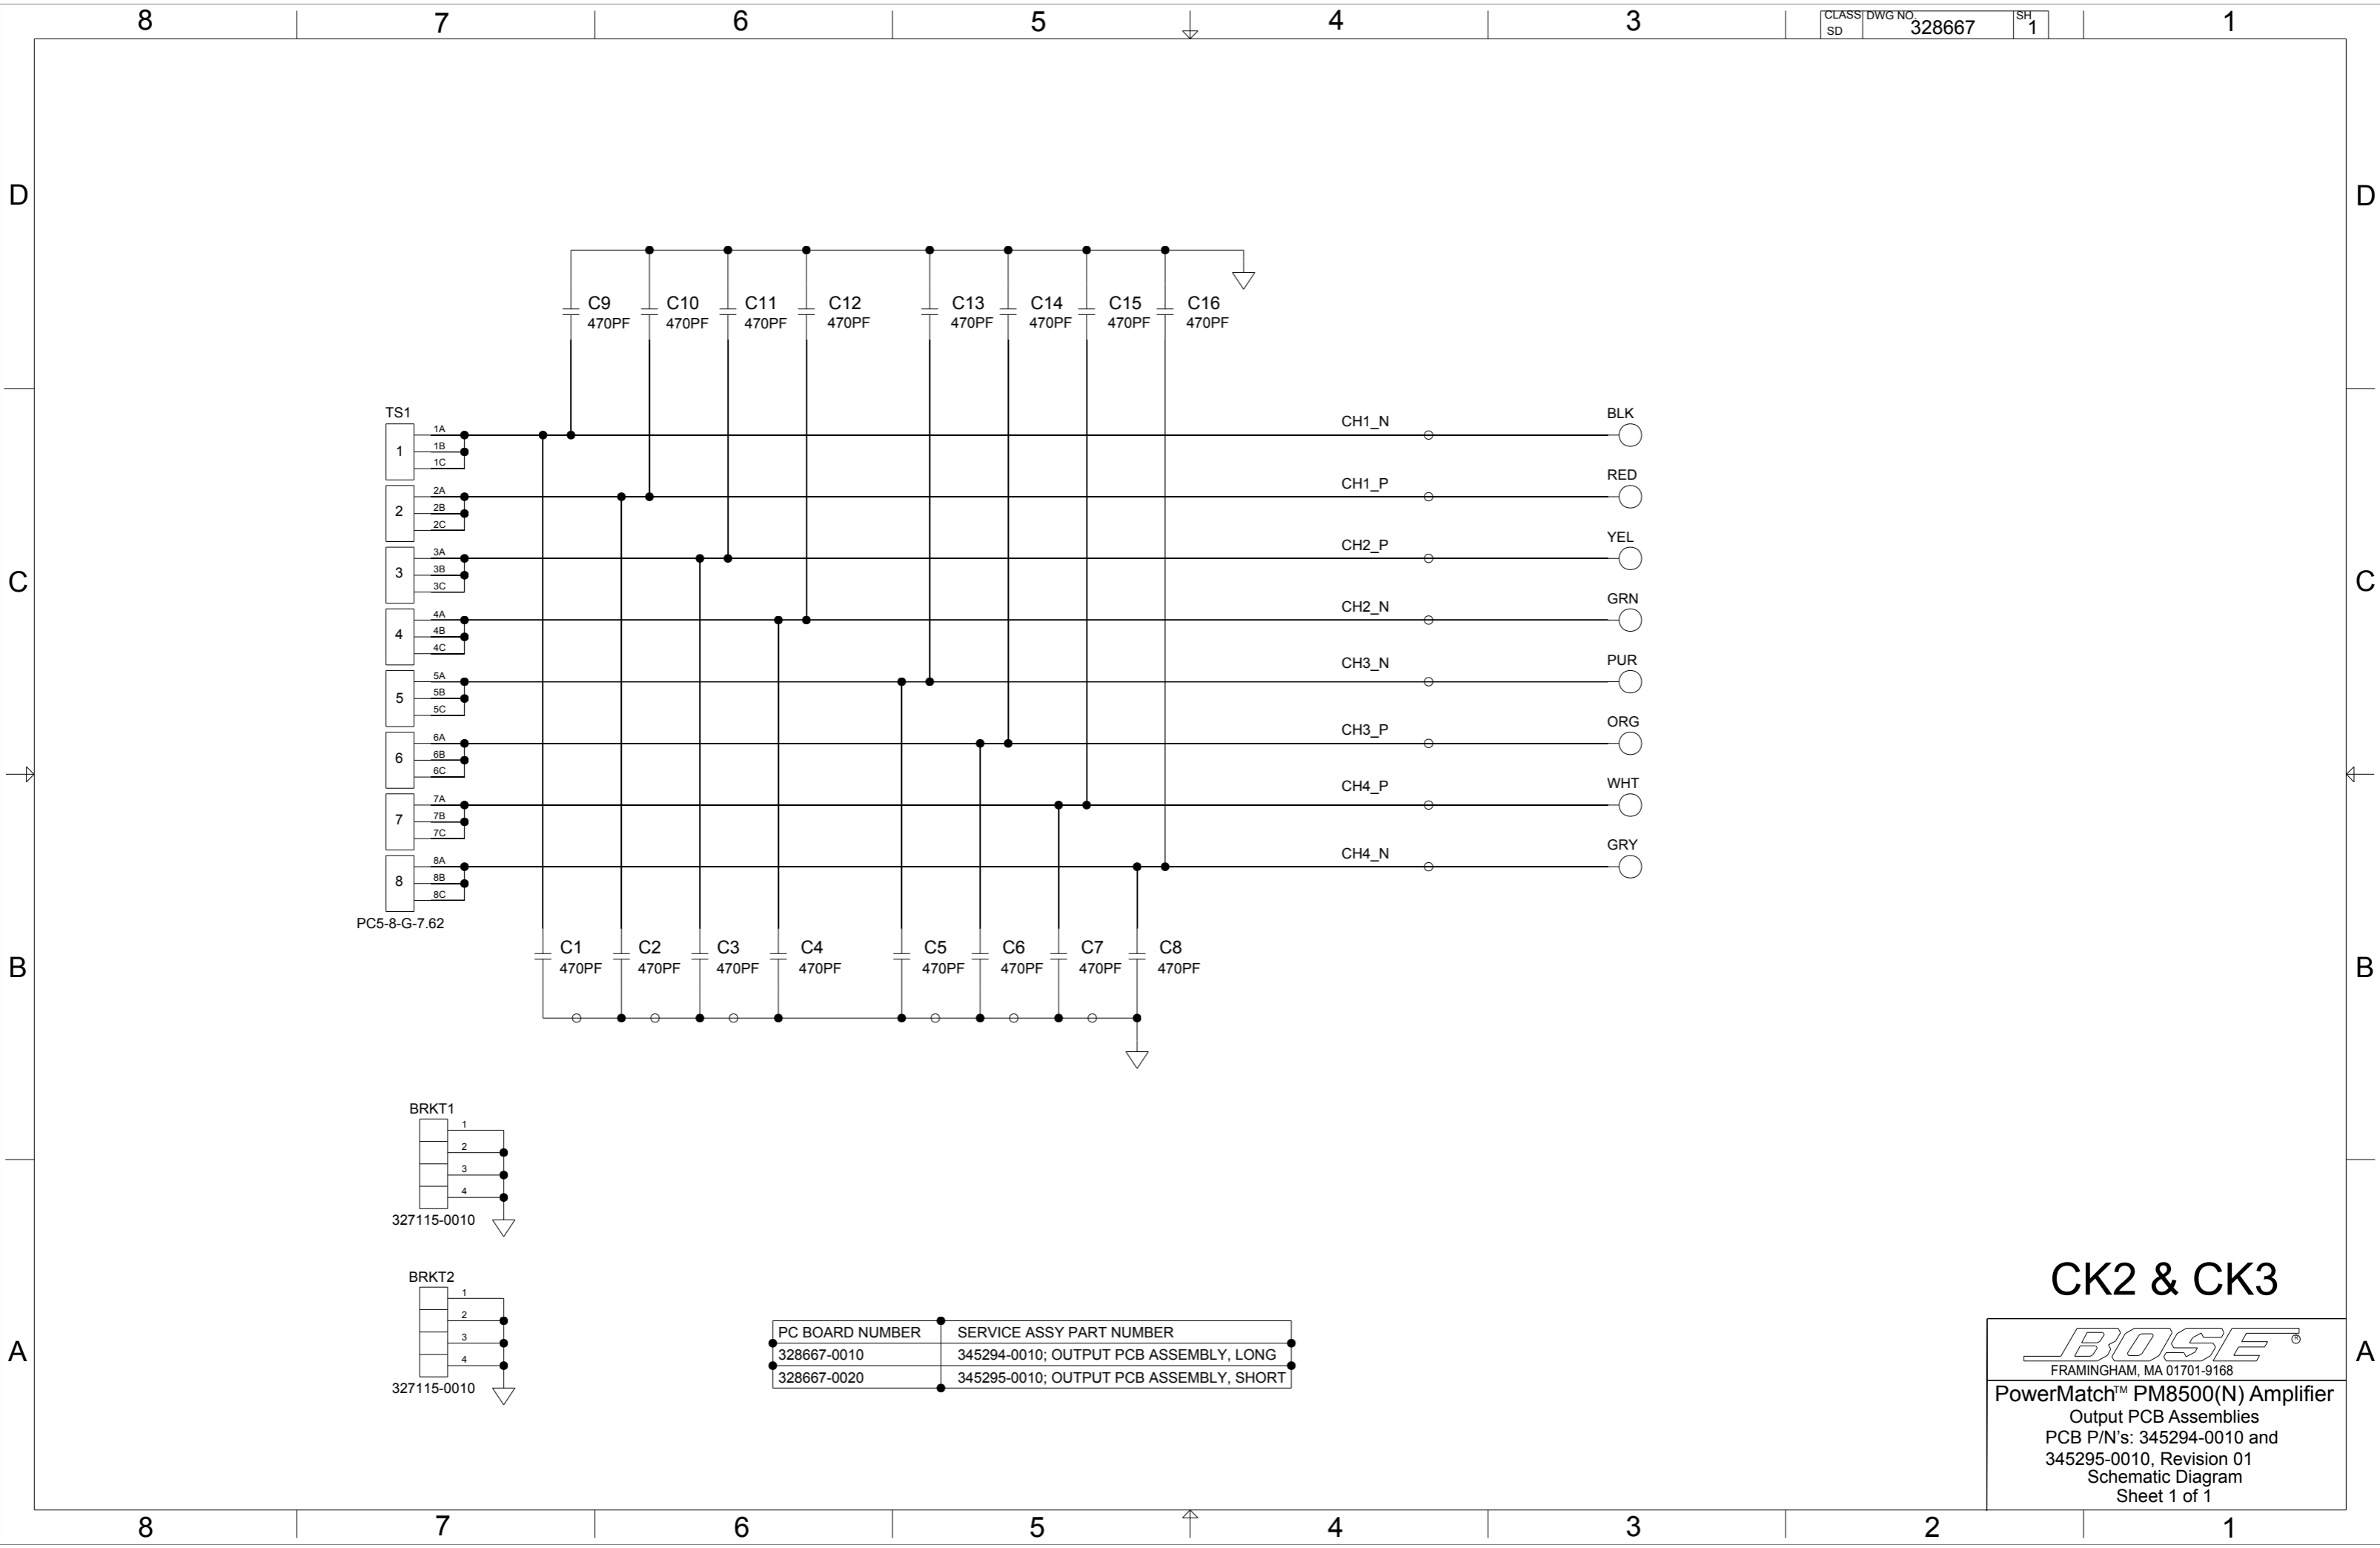 8 7 6 5 4 3 1
CLASS DWG NO. SH
SD 328667 1
D D
C9 C10 C11 C12 C13 C14 C15 C16
470PF 470PF 470PF 470PF 470PF 470PF 470PF 470PF
TS1
1 1A 1B 1C CH1_N BLK
2 2A 2B 2C CH1_P RED
3 3A 3B 3C CH2_P YEL
C C
4 4A 4B 4C CH2_N GRN
5 5A 5B 5C CH3_N PUR
6 6A 6B 6C CH3_P ORG
7 7A 7B 7C CH4_P WHT
8 8A 8B 8C CH4_N GRY
PC5-8-G-7.62
C1 C2 C3 C4 C5 C6 C7 C8
470PF 470PF 470PF 470PF 470PF 470PF 470PF 470PF
B B
BRKT1
1
2
3
4
327115-0010
BRKT2
1
2
3
4
327115-0010
PC BOARD NUMBER SERVICE ASSY PART NUMBER
328667-0010 345294-0010; OUTPUT PCB ASSEMBLY, LONG
328667-0020 345295-0010; OUTPUT PCB ASSEMBLY, SHORT
A A
CK2 & CK3
BOSE®
FRAMINGHAM, MA 01701-9168
PowerMatch™ PM8500(N) Amplifier
Output PCB Assemblies
PCB P/N's: 345294-0010 and
345295-0010, Revision 01
Schematic Diagram
Sheet 1 of 1
8 7 6 5 4 3 2 1